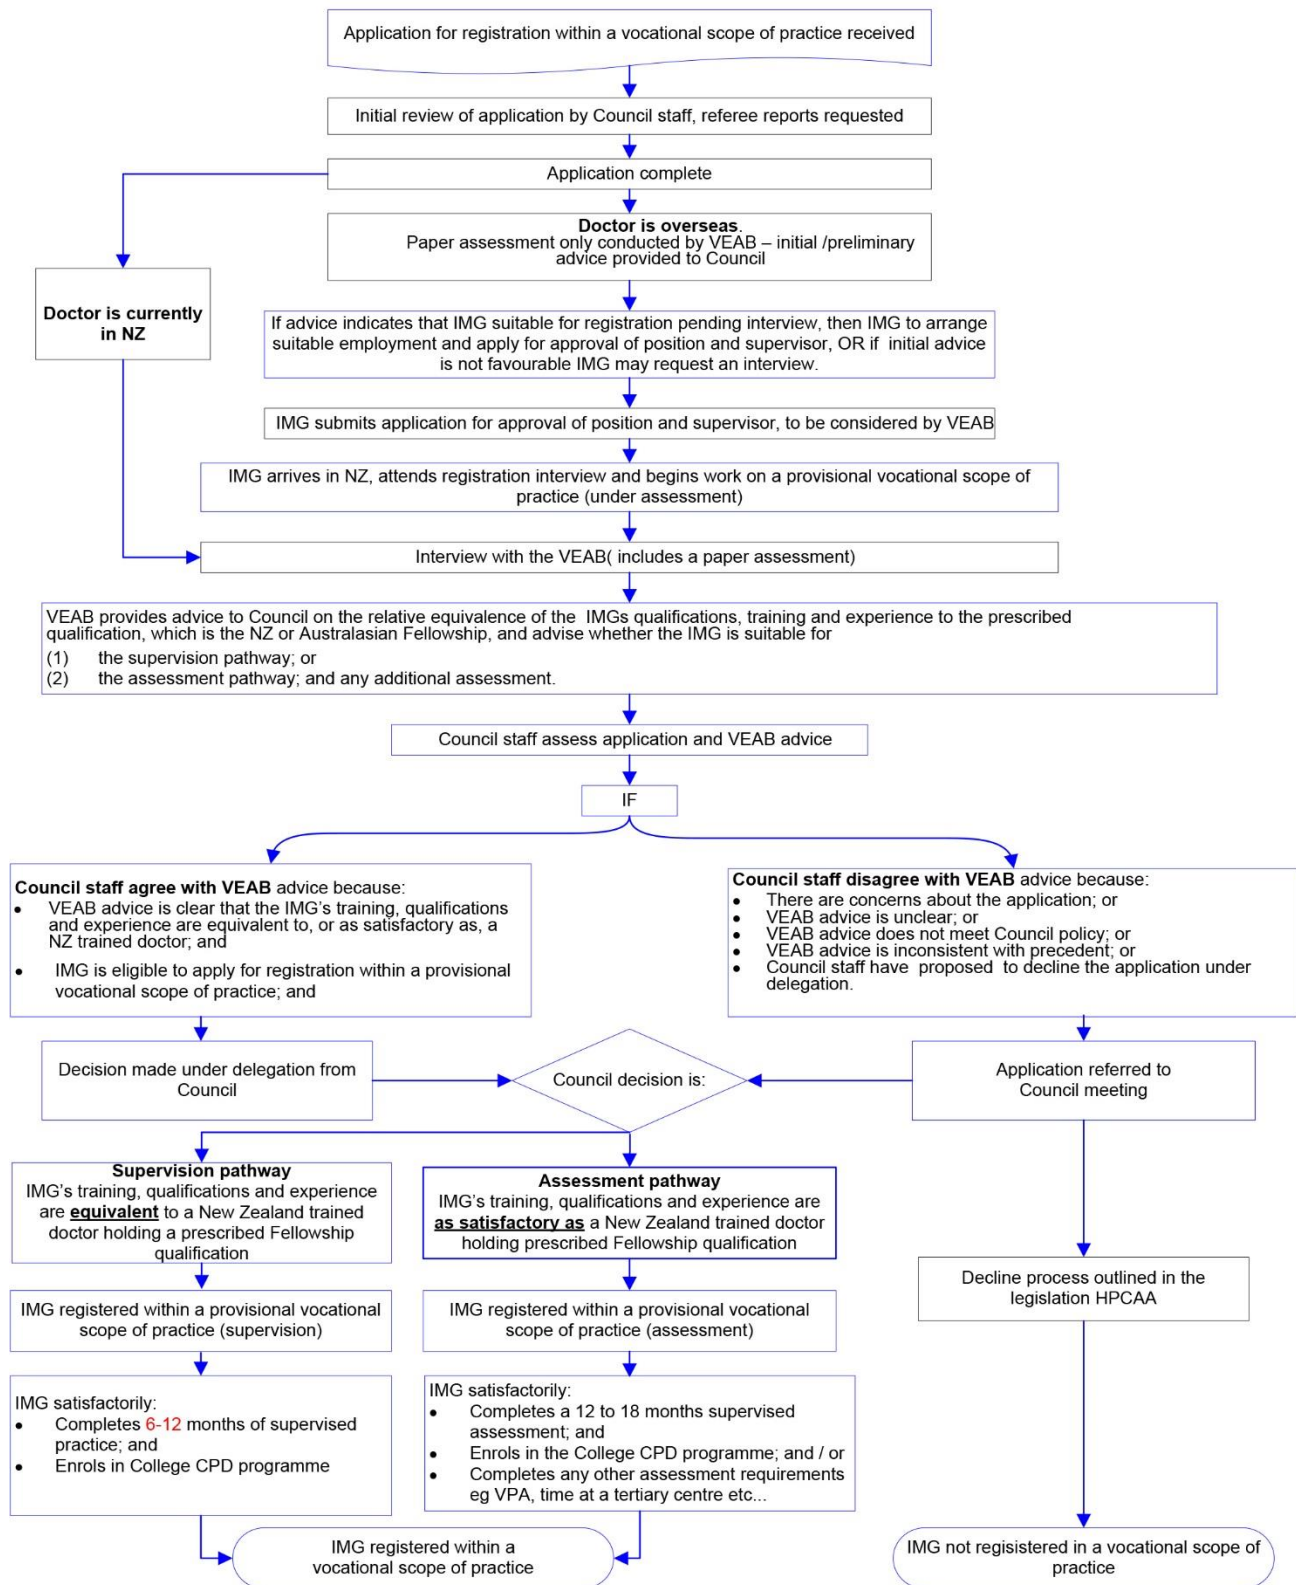 Application for registration within a vocational scope of practice received
Initial review of application by Council staff, referee reports requested
Application complete
Doctor is overseas.
Paper assessment only conducted by VEAB – initial /preliminary
advice provided to Council
Doctor is currently
in NZ
If advice indicates that IMG suitable for registration pending interview, then IMG to arrange
suitable employment and apply for approval of position and supervisor, OR if initial advice
is not favourable IMG may request an interview.
IMG submits application for approval of position and supervisor, to be considered by VEAB
IMG arrives in NZ, attends registration interview and begins work on a provisional vocational scope of
practice (under assessment)
Interview with the VEAB( includes a paper assessment)
VEAB provides advice to Council on the relative equivalence of the IMGs qualifications, training and experience to the prescribed
qualification, which is the NZ or Australasian Fellowship, and advise whether the IMG is suitable for
(1) the supervision pathway; or
(2) the assessment pathway; and any additional assessment.
Council staff assess application and VEAB advice
IF
Council staff agree with VEAB advice because:
• VEAB advice is clear that the IMG's training, qualifications
and experience are equivalent to, or as satisfactory as, a
NZ trained doctor; and
• IMG is eligible to apply for registration within a provisional
vocational scope of practice; and
Council staff disagree with VEAB advice because:
• There are concerns about the application; or
• VEAB advice is unclear; or
• VEAB advice does not meet Council policy; or
• VEAB advice is inconsistent with precedent; or
• Council staff have proposed to decline the application under
delegation.
Decision made under delegation from
Council
Council decision is:
Application referred to
Council meeting
Supervision pathway
IMG's training, qualifications and experience
are equivalent to a New Zealand trained
doctor holding a prescribed Fellowship
qualification
Assessment pathway
IMG's training, qualifications and experience are
as satisfactory as a New Zealand trained doctor
holding prescribed Fellowship qualification
Decline process outlined in the
legislation HPCAA
IMG registered within a provisional vocational
scope of practice (supervision)
IMG registered within a provisional vocational
scope of practice (assessment)
IMG satisfactorily:
• Completes 6-12 months of supervised
practice; and
• Enrols in College CPD programme
IMG satisfactorily:
• Completes a 12 to 18 months supervised
assessment; and
• Enrols in the College CPD programme; and / or
• Completes any other assessment requirements
eg VPA, time at a tertiary centre etc...
IMG registered within a
vocational scope of practice
IMG not regisistered in a vocational scope of
practice